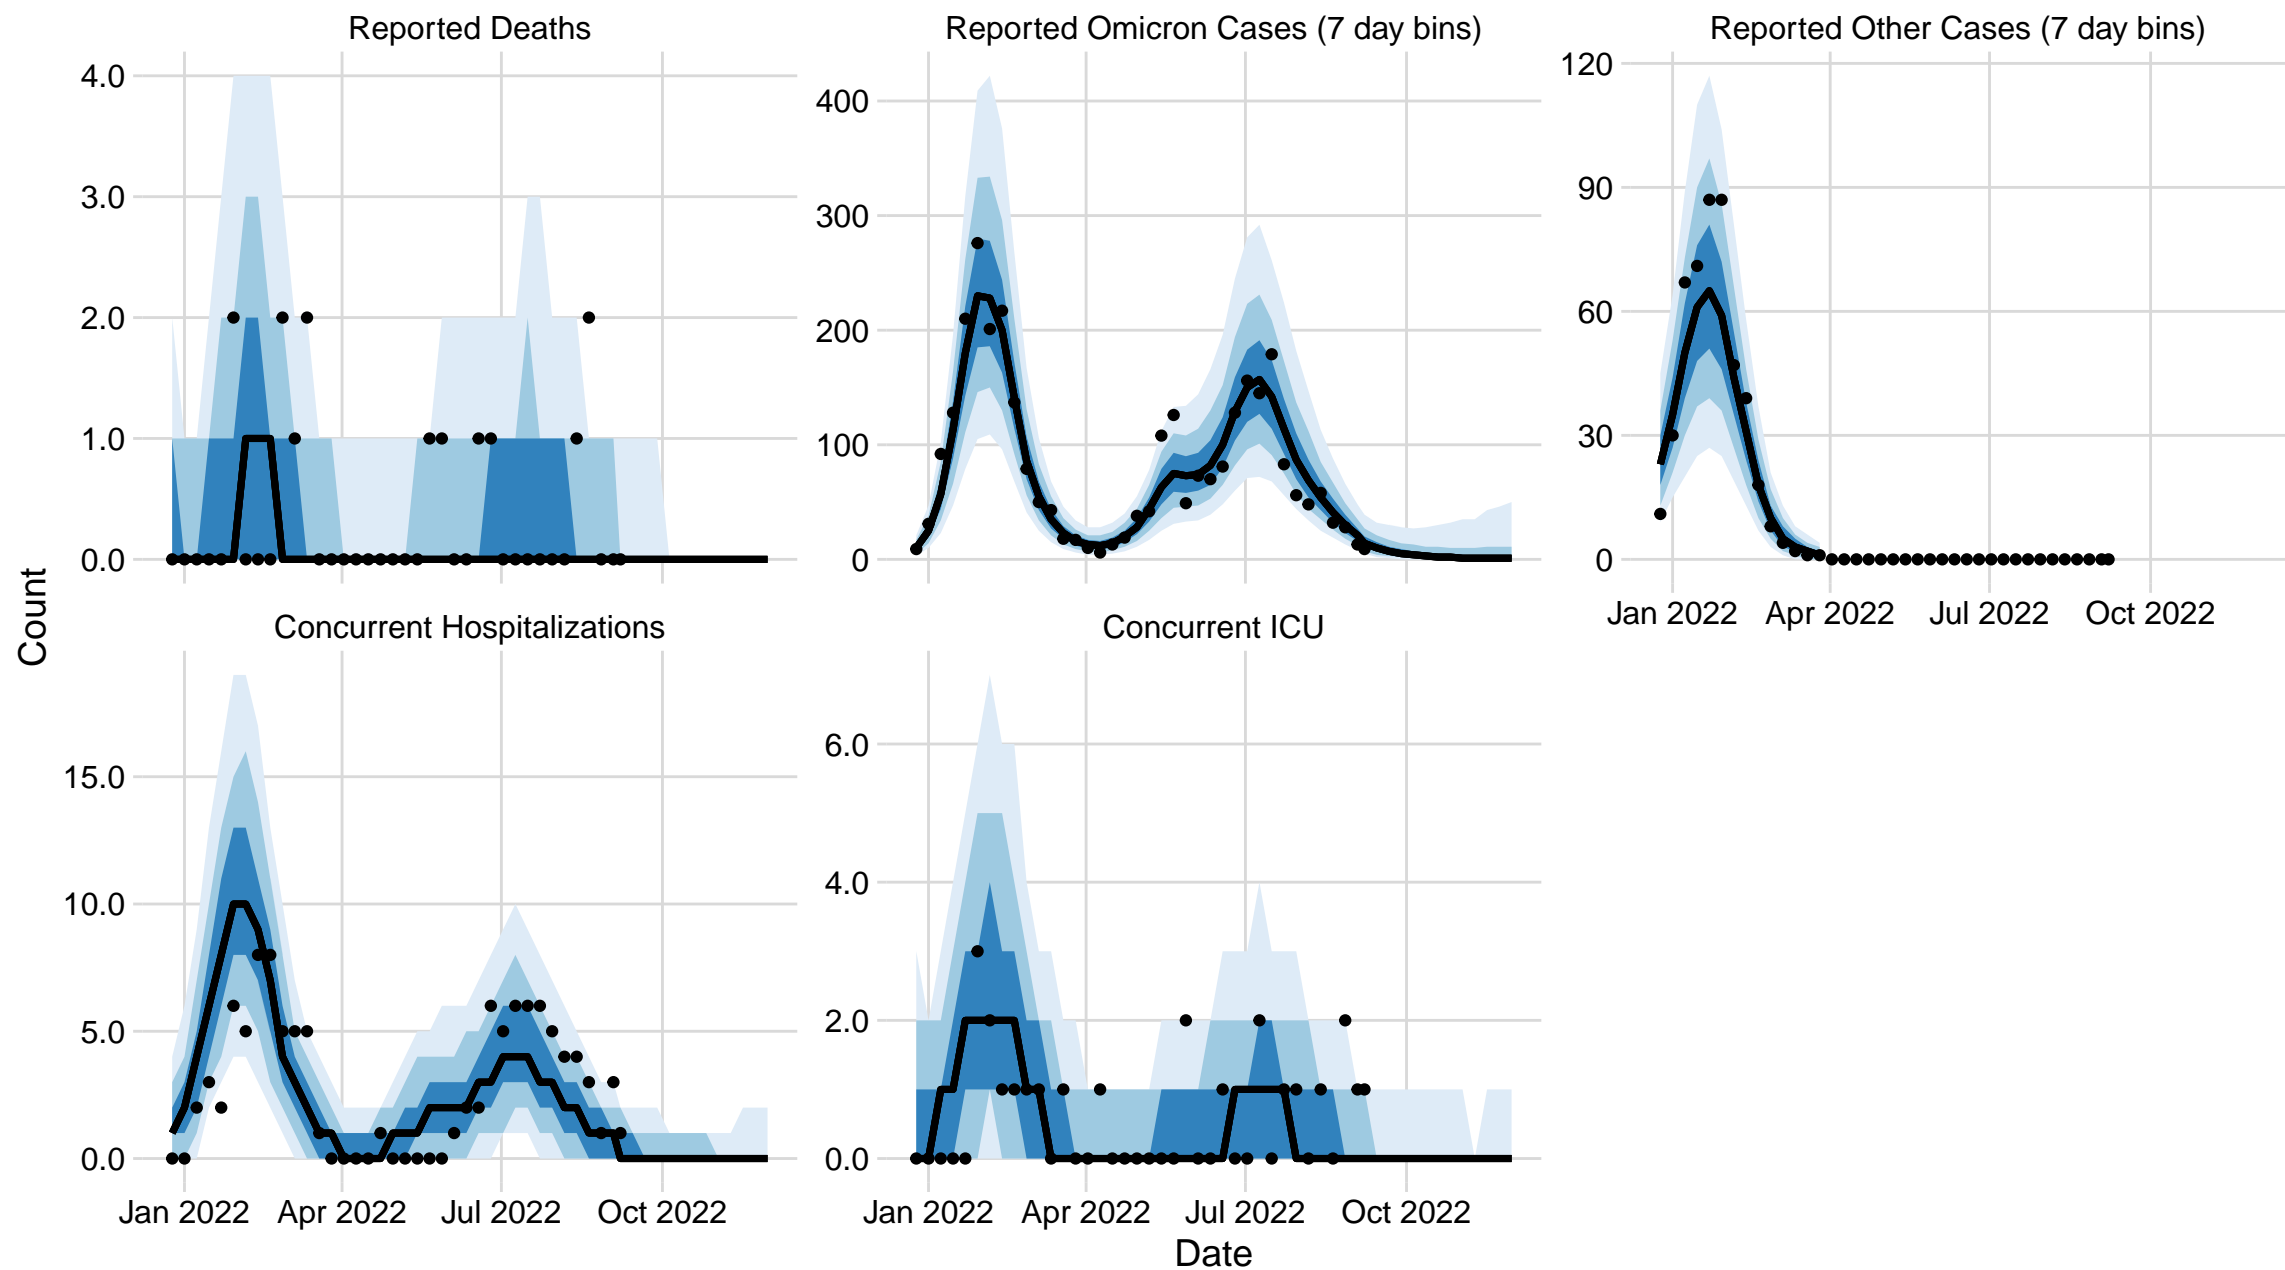 Reported Deaths
Reported Omicron Cases (7 day bins)
Reported Other Cases (7 day bins)
4.0
3.0
2.0
1.0
0.0
400
300
200
100
0
120
90
60
30
0
Jan 2022 Apr 2022 Jul 2022 Oct 2022
Count
Concurrent Hospitalizations
Concurrent ICU
15.0
10.0
5.0
0.0
6.0
4.0
2.0
0.0
Jan 2022 Apr 2022 Jul 2022 Oct 2022
Jan 2022 Apr 2022 Jul 2022 Oct 2022
Date